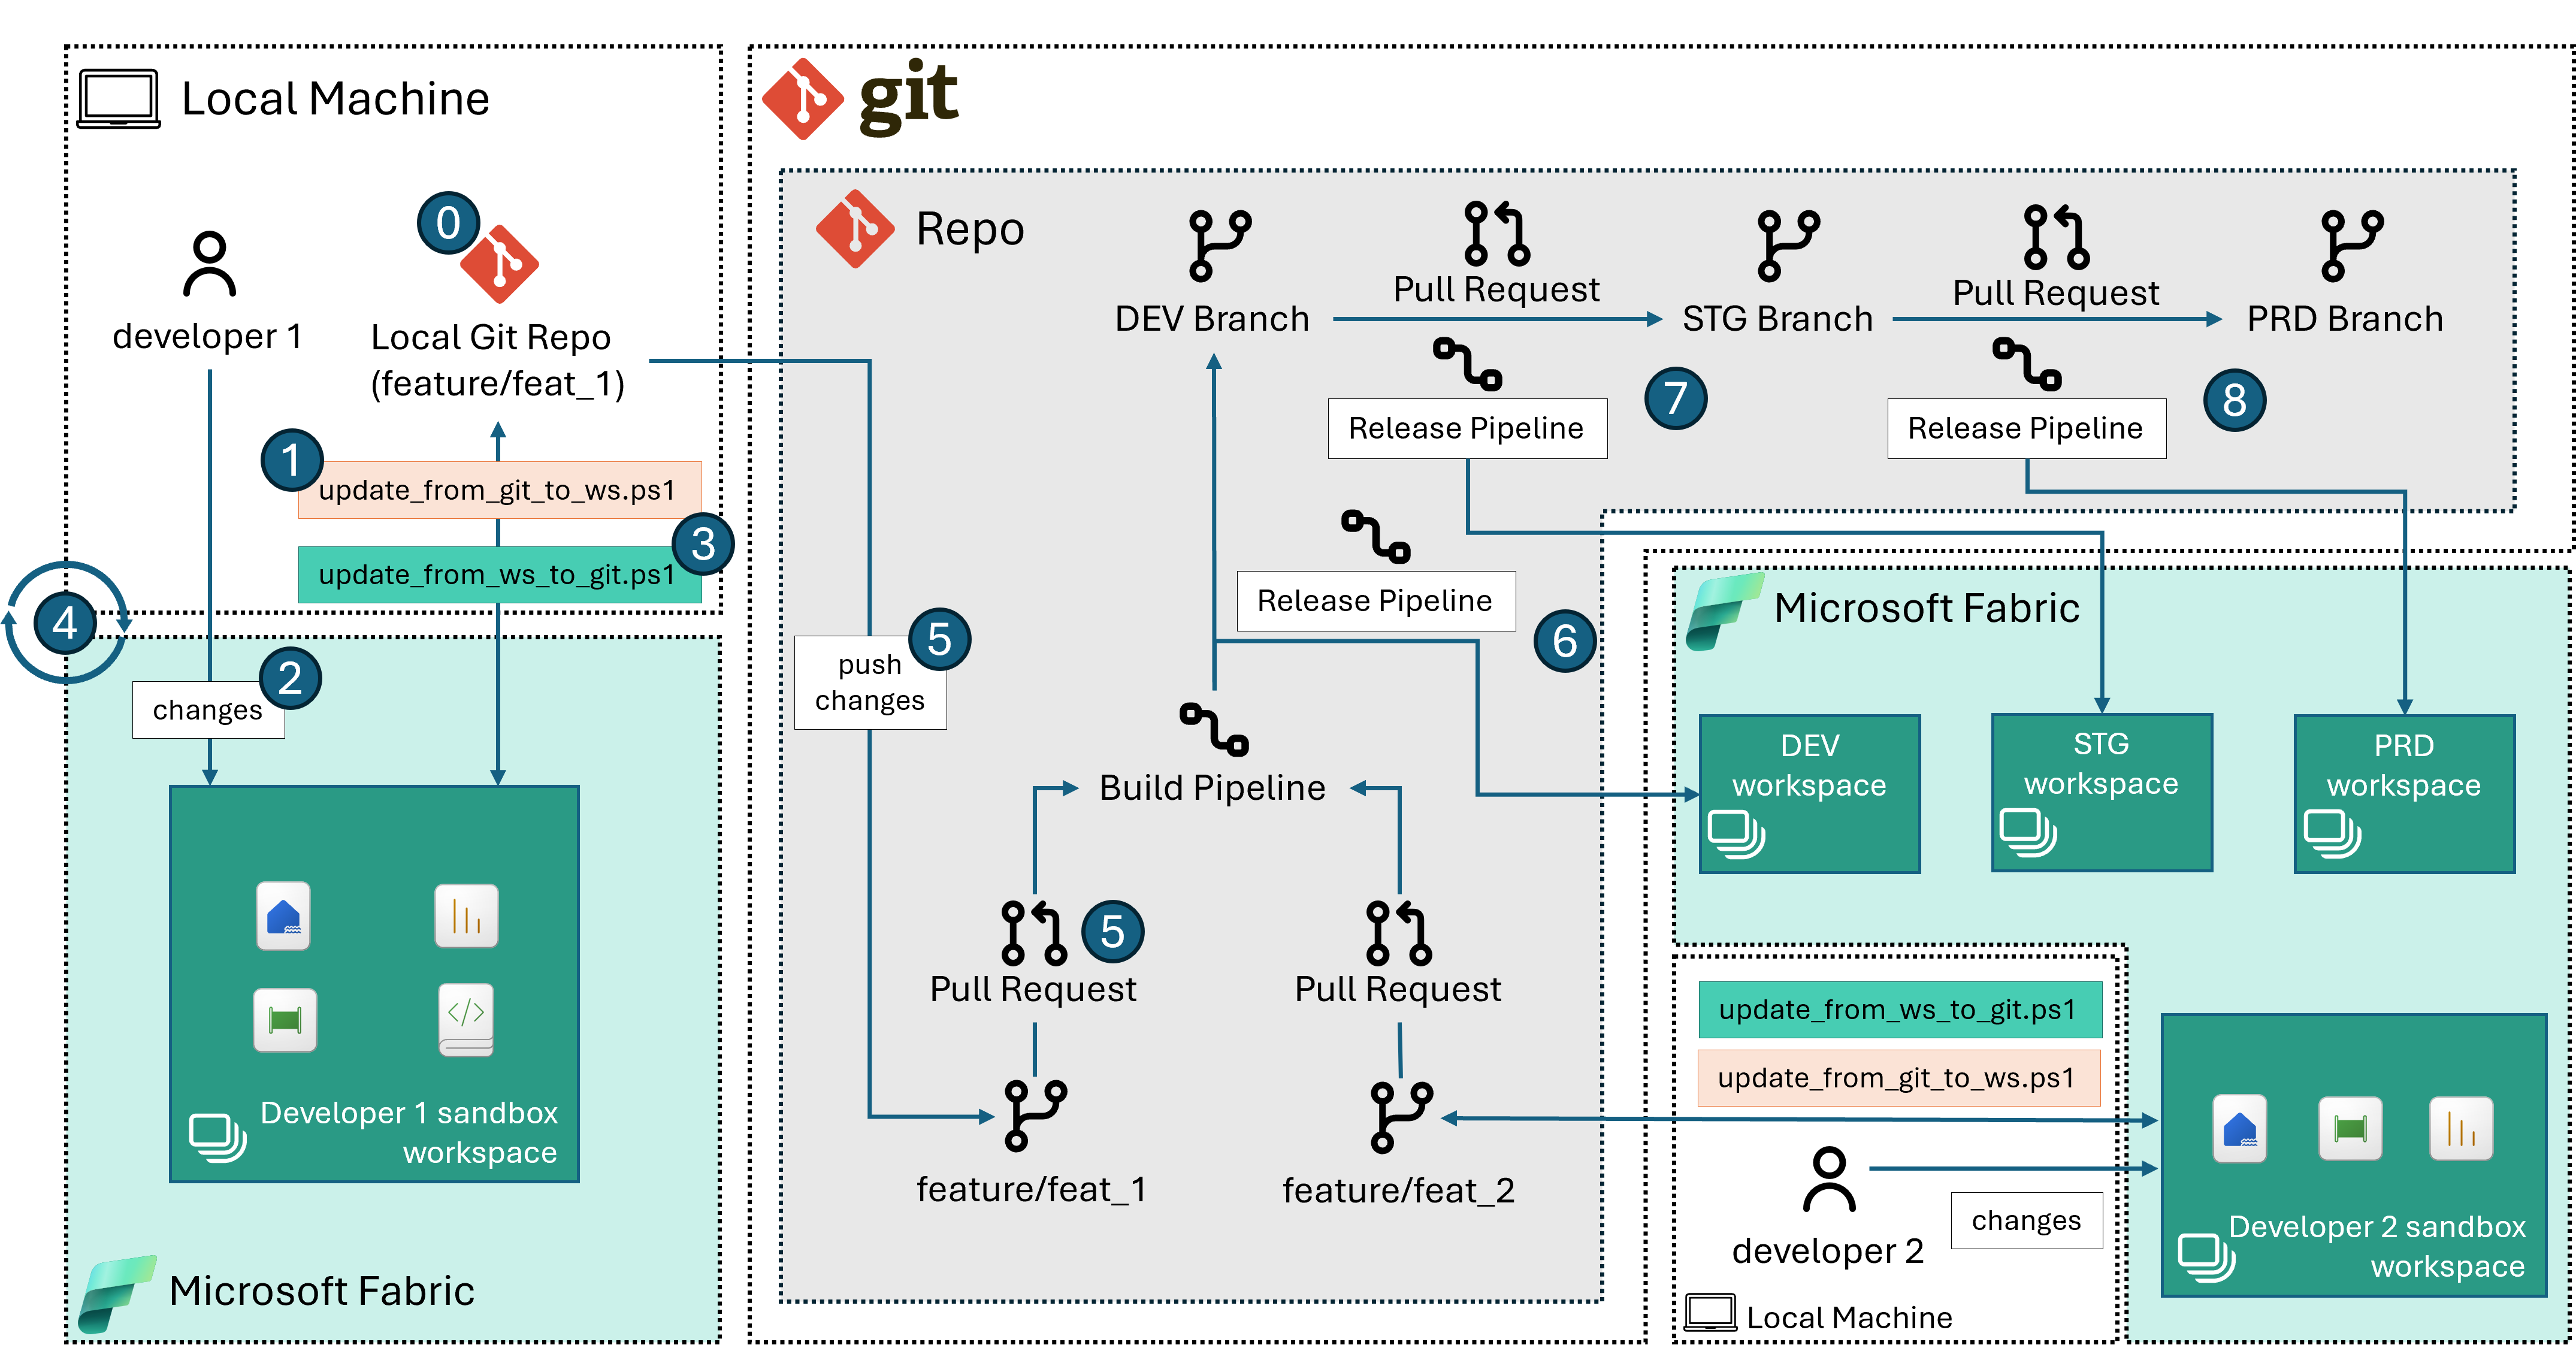 Local Machine
0
developer 1
Local Git Repo
(feature/feat_1)
1
update_from_git_to_ws.ps1
3
update_from_ws_to_git.ps1
4
2
changes
Developer 1 sandbox
workspace
Microsoft Fabric
git
Repo
DEV Branch
Pull Request
STG Branch
Pull Request
PRD Branch
Release Pipeline
7
Release Pipeline
8
Release Pipeline
6
push
changes
5
Build Pipeline
5
Pull Request
Pull Request
feature/feat_1
feature/feat_2
Microsoft Fabric
DEV
workspace
STG
workspace
PRD
workspace
update_from_ws_to_git.ps1
update_from_git_to_ws.ps1
developer 2
changes
Local Machine
Developer 2 sandbox
workspace